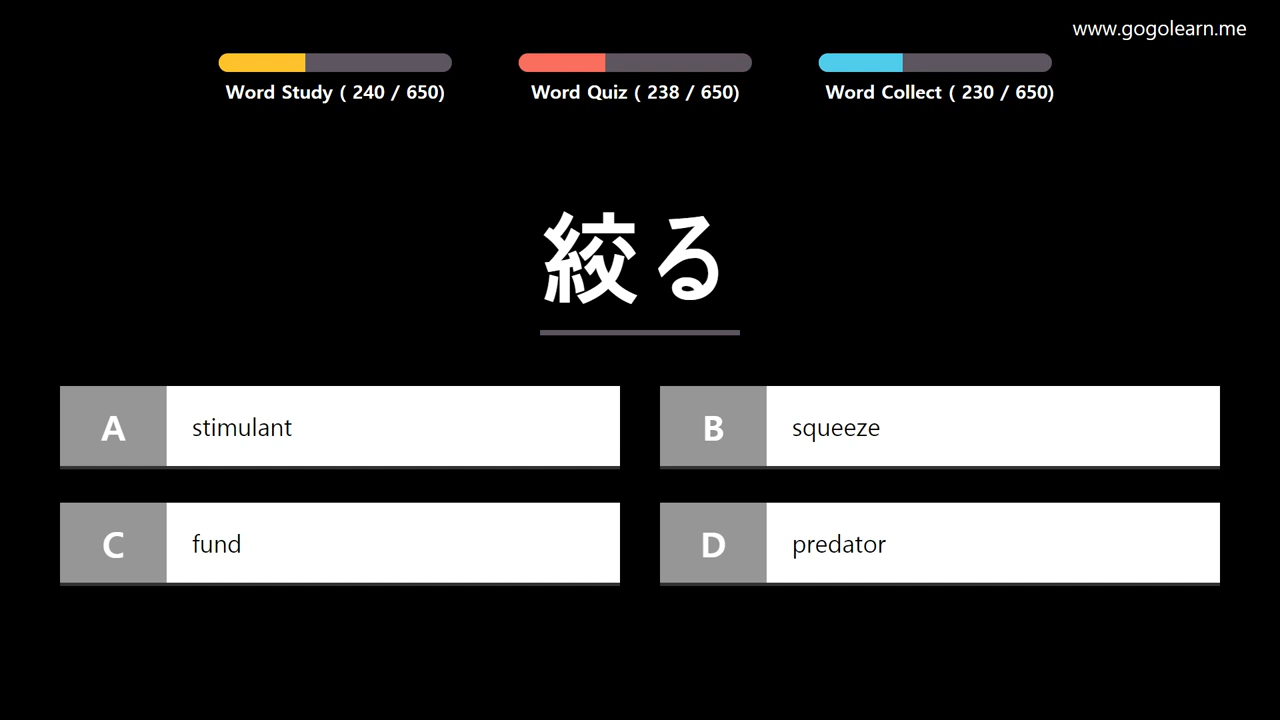 www.gogolearn.me
Word Study ( 240 / 650)
Word Quiz ( 238 / 650)
Word Collect ( 230 / 650)
絞る
A stimulant
B squeeze
C fund
D predator